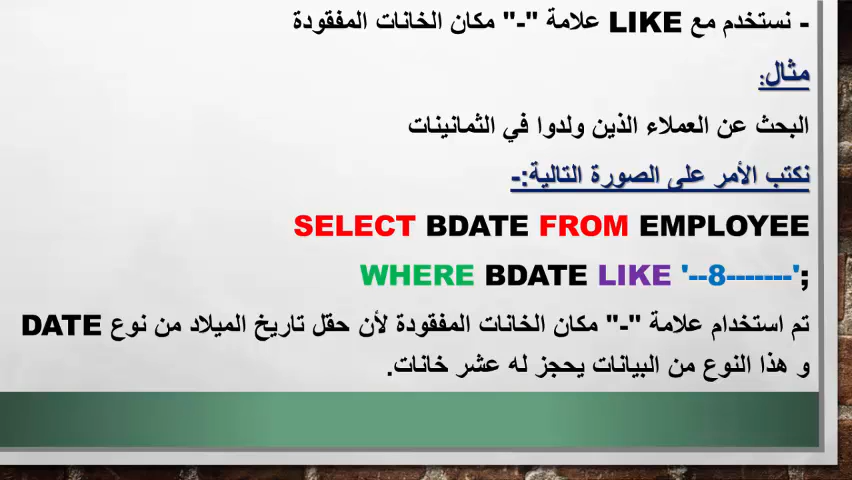 - نستخدم مع LIKE علامة "-" مكان الخانات المفقودة
مثال:
البحث عن العملاء الذين ولدوا في الثمانينات
نكتب الأمر على الصورة التالية:-
SELECT BDATE FROM EMPLOYEE
WHERE BDATE LIKE '--8-------';
تم استخدام علامة "-" مكان الخانات المفقودة لأن حقل تاريخ الميلاد من نوع DATE
و هذا النوع من البيانات يحجز له عشر خانات.